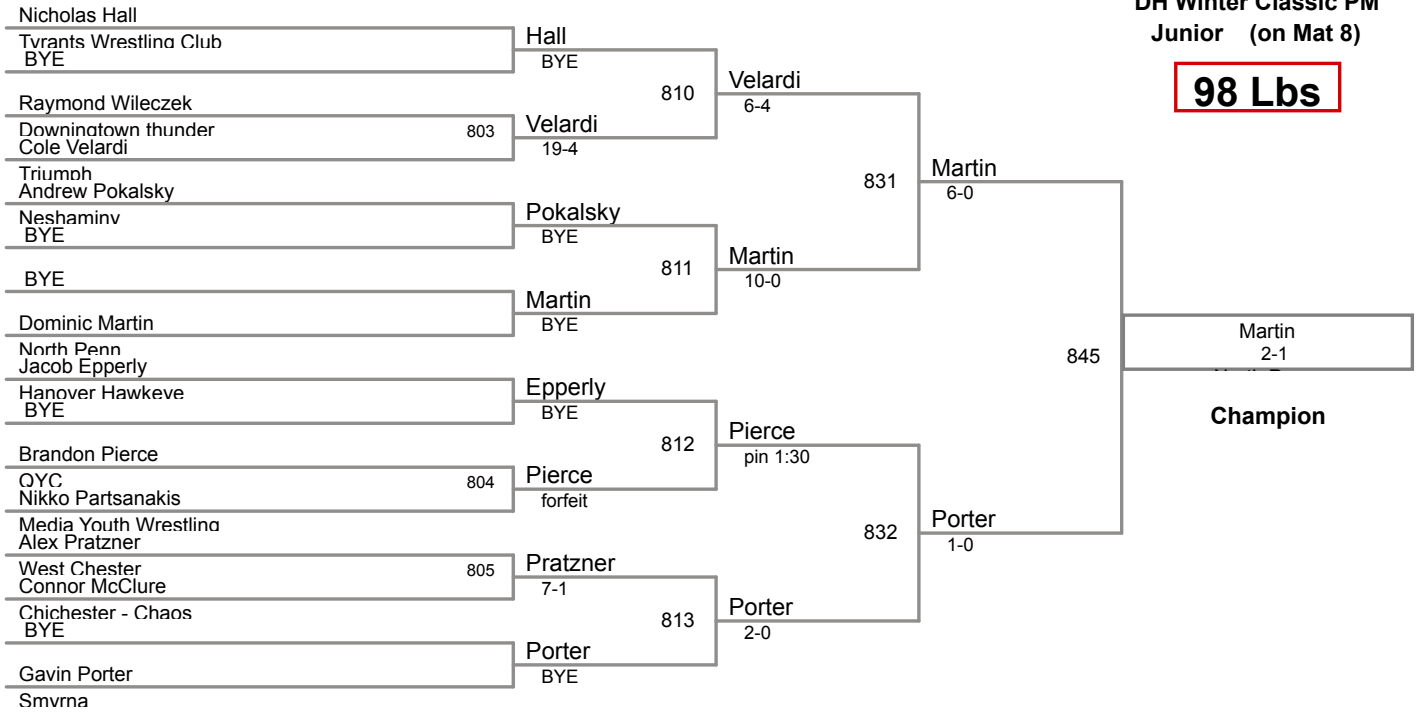 DH Winter Classic PM
Junior (on Mat 8)
98 Lbs
Nicholas Hall
Tyrants Wrestling Club
BYE
Raymond Wileczek
Downingtown thunder
Cole Velardi
Triumph
Andrew Pokalsky
Neshaminy
BYE
BYE
Dominic Martin
North Penn
Jacob Epperly
Hanover Hawkeye
BYE
Brandon Pierce
QYC
Nikko Partsanakis
Media Youth Wrestling
Alex Pratzner
West Chester
Connor McClure
Chichester - Chaos
BYE
Gavin Porter
Smyrna
803
804
805
Hall
BYE
Velardi
19-4
Pokalsky
BYE
Martin
BYE
Epperly
BYE
Pierce
forfeit
Pratzner
7-1
Porter
BYE
810
811
812
813
Velardi
6-4
Martin
10-0
Pierce
pin 1:30
Porter
2-0
831
832
Martin
6-0
Porter
1-0
845
Martin
2-1
Champion